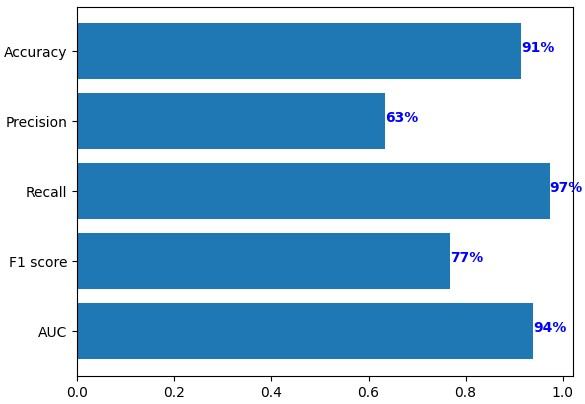 Accuracy 91%
Precision 63%
Recall 97%
F1 score 77%
AUC 94%
0.0 0.2 0.4 0.6 0.8 1.0